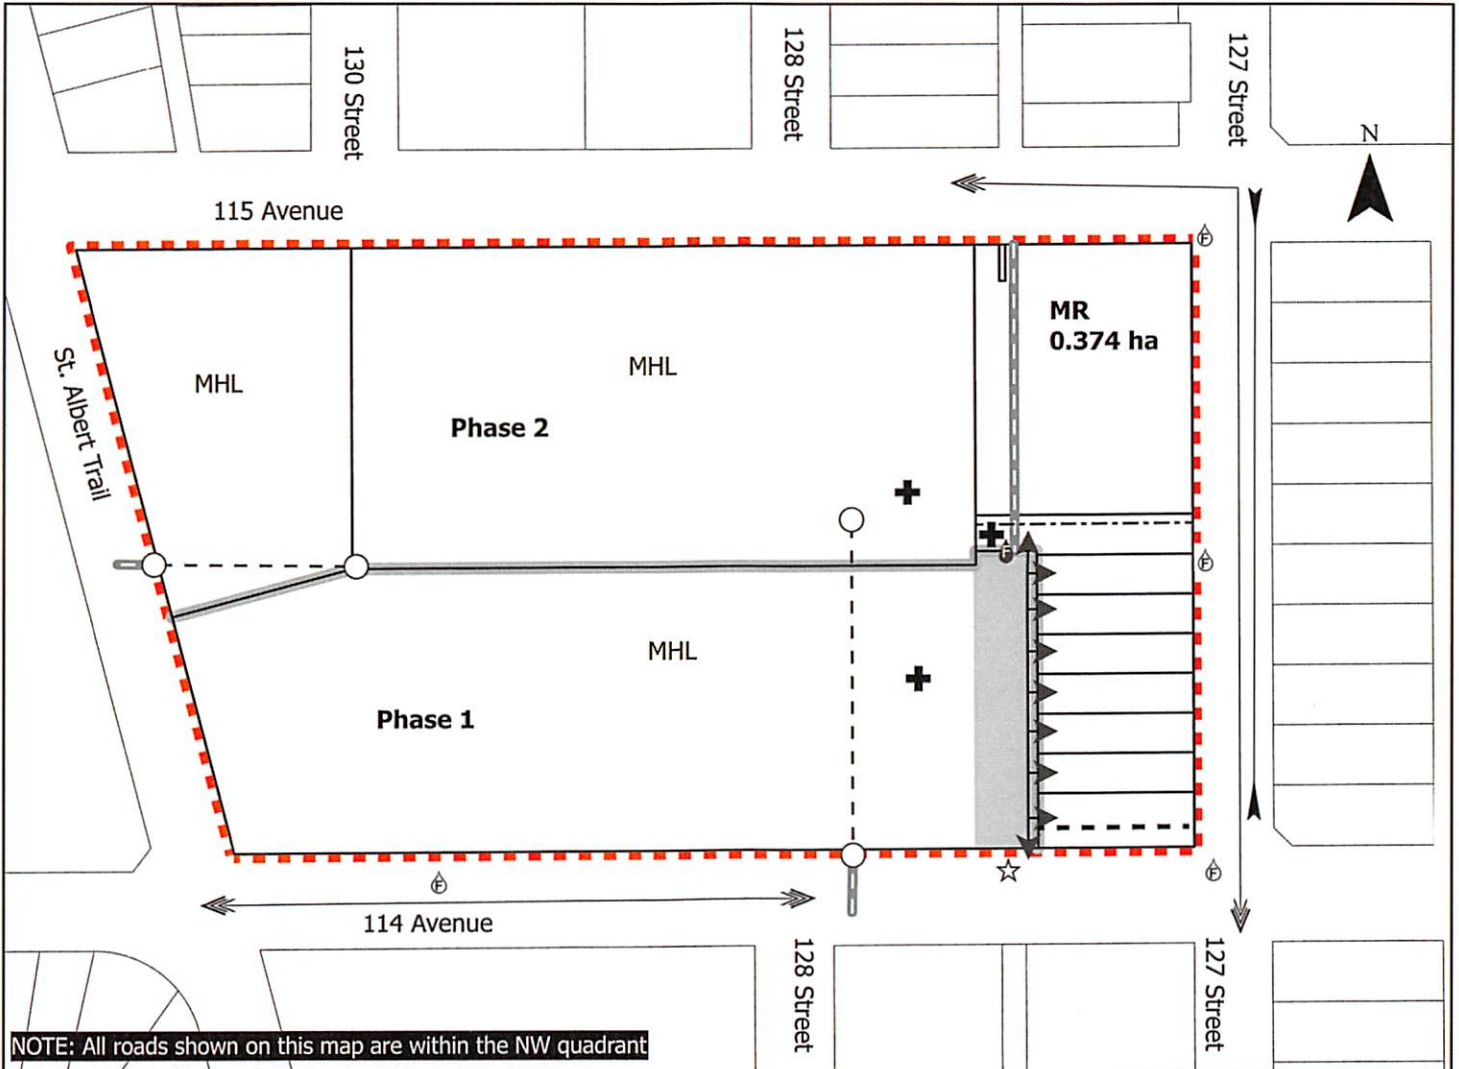 130 Street
128 Street
127 Street
N
115 Avenue
MR
0.374 ha
St. Albert Trail
MHL
MHL
Phase 2
F
F
F
MHL
Phase 1
F
F
114 Avenue
128 Street
127 Street
NOTE: All roads shown on this map are within the NW quadrant